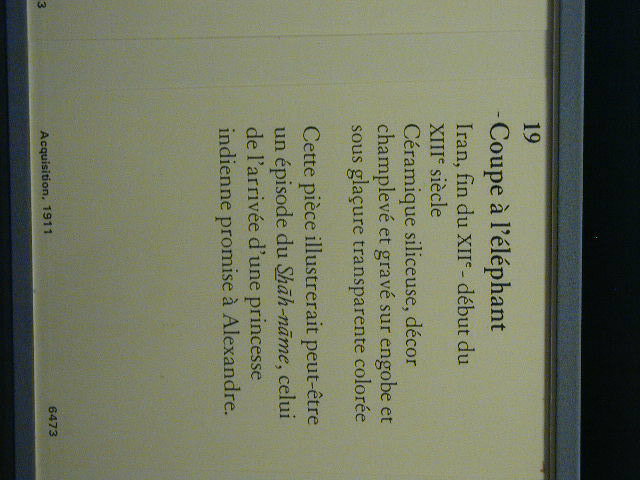 19
- Coupe à l'éléphant
Iran, fin du XIIe - début du
XIIIe siècle
Céramique siliceuse, décor
champlevé et gravé sur engobe et
sous glaçure transparente colorée
Cette pièce illustrerait peut-être
un épisode du Shāh-nāme, celui
de l'arrivée d'une princesse
indienne promise à Alexandre.
Acquisition, 1911
6473
3